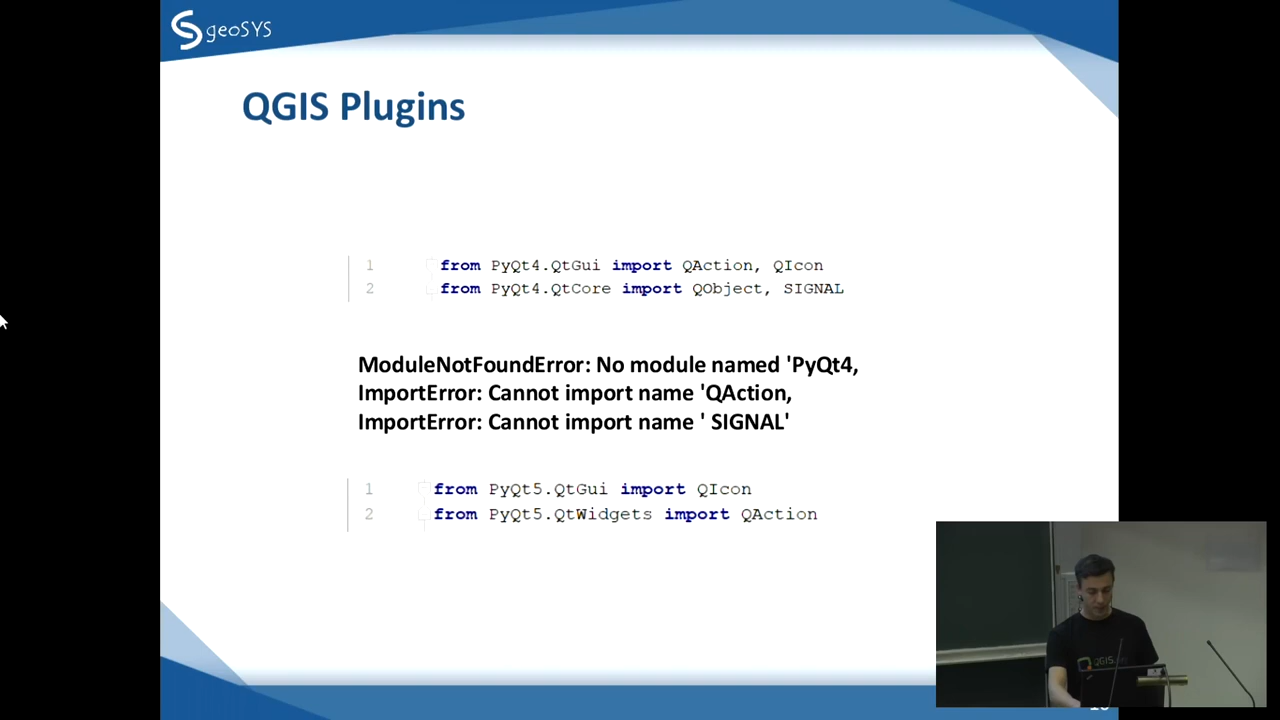 geoSYS
QGIS Plugins
1 from PyQt4.QtGui import QAction, QIcon
2 from PyQt4.QtCore import QObject, SIGNAL
ModuleNotFoundError: No module named 'PyQt4,
ImportError: Cannot import name 'QAction,
ImportError: Cannot import name ' SIGNAL'
1 from PyQt5.QtGui import QIcon
2 from PyQt5.QtWidgets import QAction
QGIS